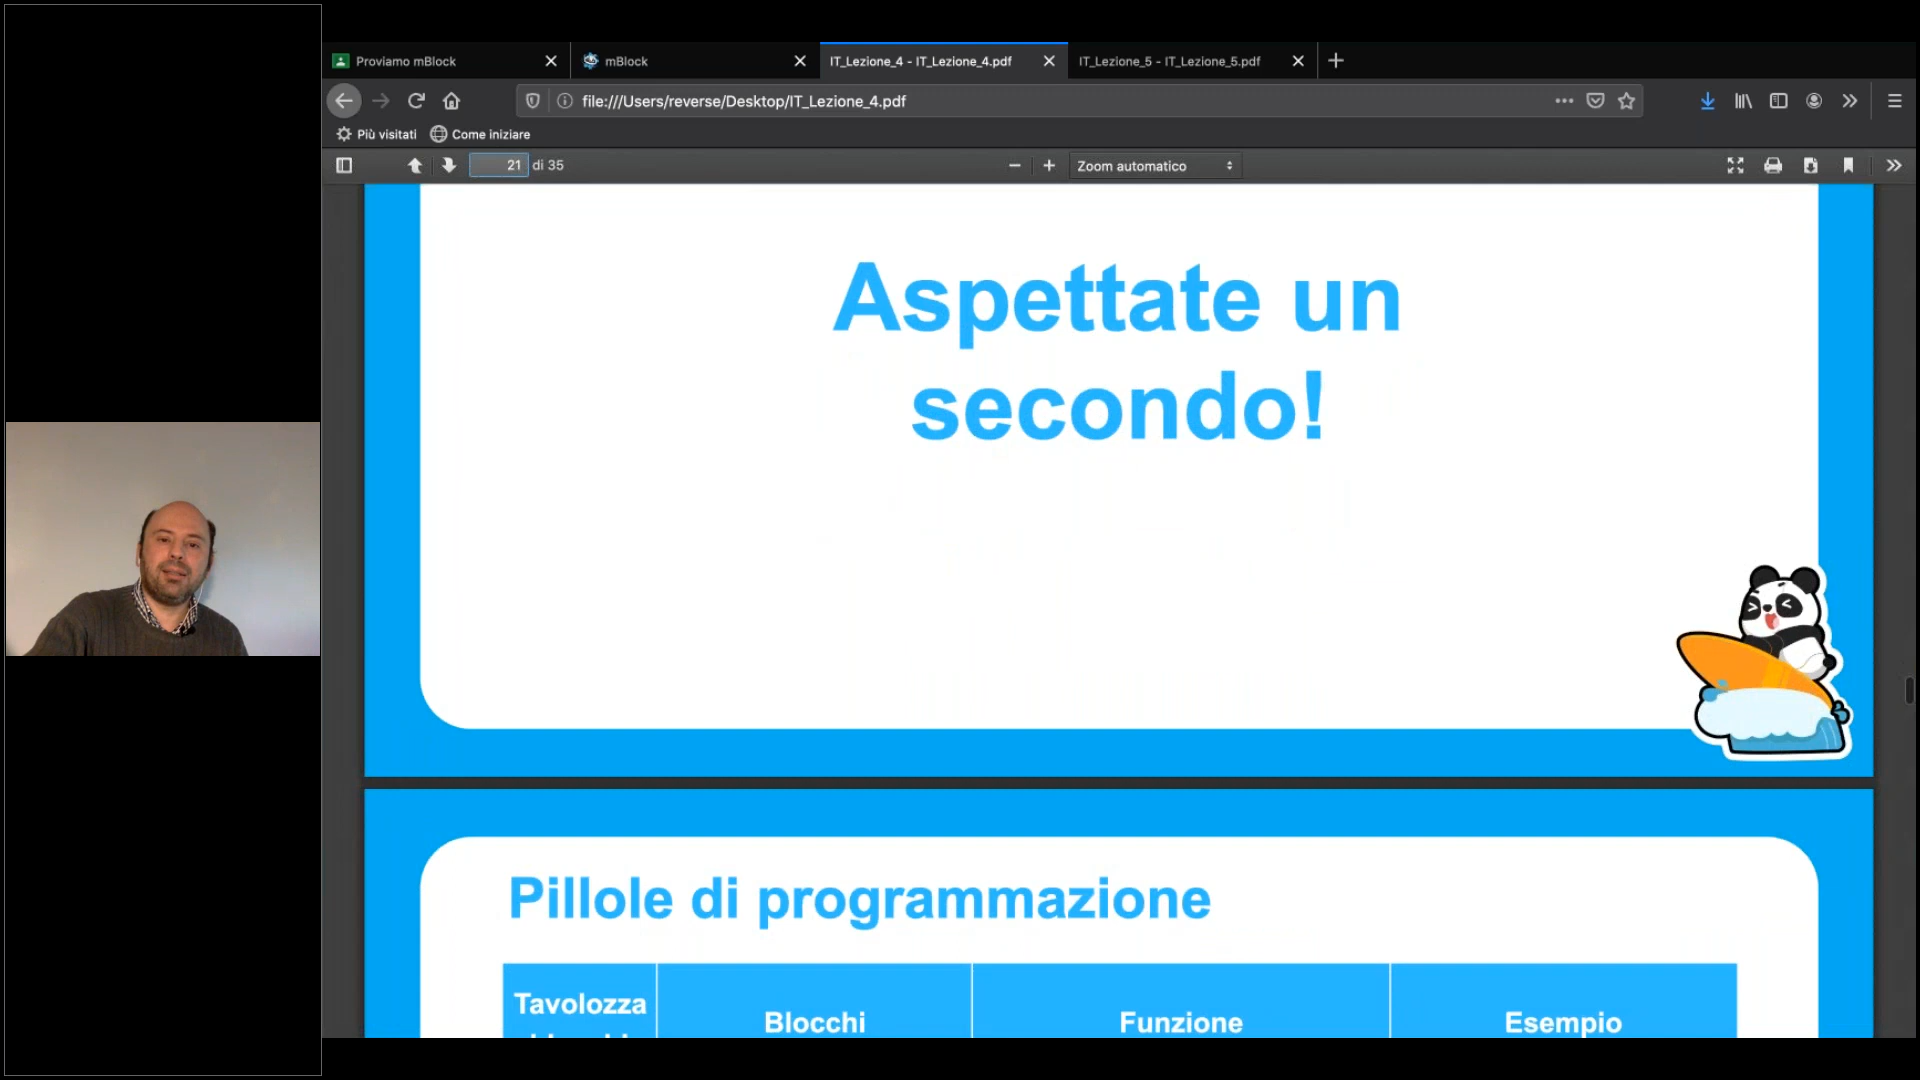 Proviamo mBlock
mBlock
IT_Lezione_4 - IT_Lezione_4.pdf
IT_Lezione_5 - IT_Lezione_5.pdf
file:///Users/reverse/Desktop/IT_Lezione_4.pdf
Più visitati
Come iniziare
21 di 35
Zoom automatico
Aspettate un
secondo!
Pillole di programmazione
Tavolozza
Blocchi
Funzione
Esempio